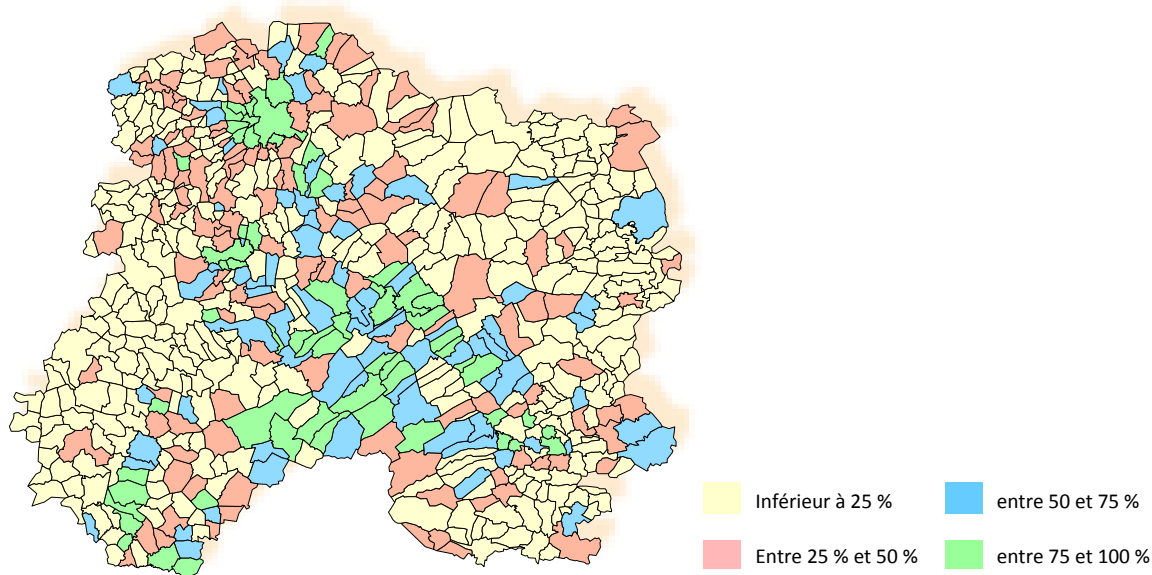 Inférieur à 25 %
entre 50 et 75 %
Entre 25 % et 50 %
entre 75 et 100 %